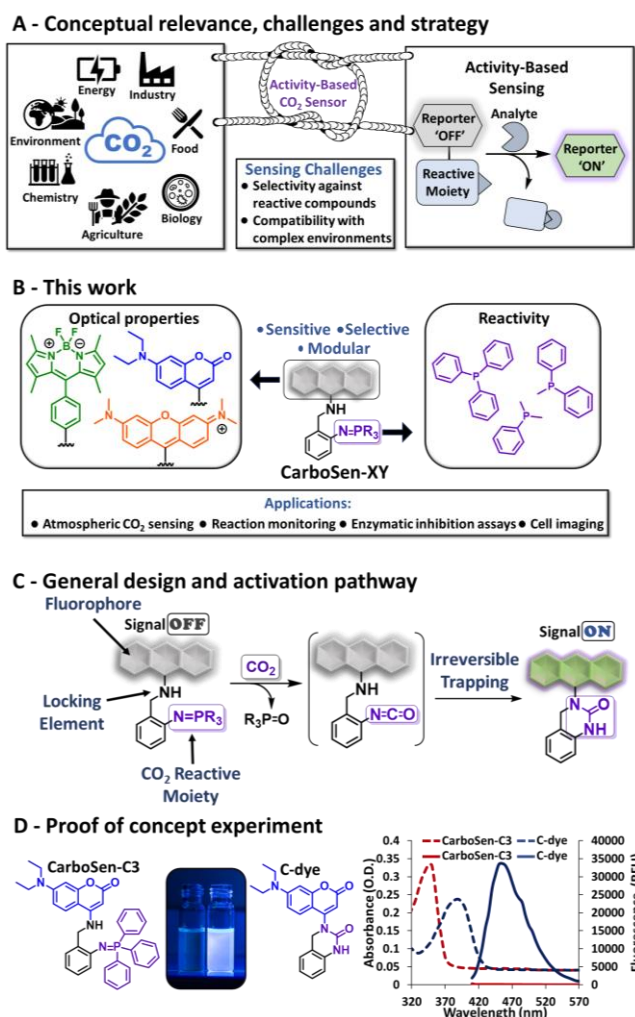 A - Conceptual relevance, challenges and strategy
Energy
Industry
Environment
CO2
Food
Chemistry
Biology
Agriculture
Activity-Based
CO2 Sensor
Sensing Challenges
• Selectivity against
reactive compounds
• Compatibility with
complex environments
Activity-Based
Sensing
Reporter
'OFF'
Reactive
Moiety
Analyte
Reporter
'ON'
B - This work
Optical properties
F F
B
N N
N
O O
N O N
• Sensitive • Selective
• Modular
NH
N=PR3
CarboSen-XY
Reactivity
P
P
P
Applications:
• Atmospheric CO2 sensing • Reaction monitoring • Enzymatic inhibition assays • Cell imaging
C - General design and activation pathway
Fluorophore
Signal OFF
Locking
Element
NH
N=PR3
CO2 Reactive
Moiety
CO2
R3P=O
NH
N=C=O
Irreversible
Trapping
Signal ON
N O
NH
D - Proof of concept experiment
CarboSen-C3
N O O
NH
N=P
C-dye
N O O
N O
NH
CarboSen-C3 C-dye
CarboSen-C3 C-dye
Absorbance (O.D.)
0.4
0.35
0.3
0.25
0.2
0.15
0.1
0.05
0
40000
35000
30000
25000
20000
15000
10000
5000
0
320 370 420 470 520 570
Wavelength (nm)